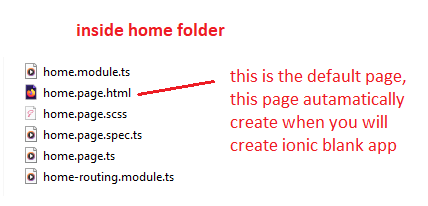 inside home folder
home.module.ts
home.page.html
home.page.scss
home.page.spec.ts
home.page.ts
home-routing.module.ts
this is the default page,
this page autamatically
create when you will
create ionic blank app